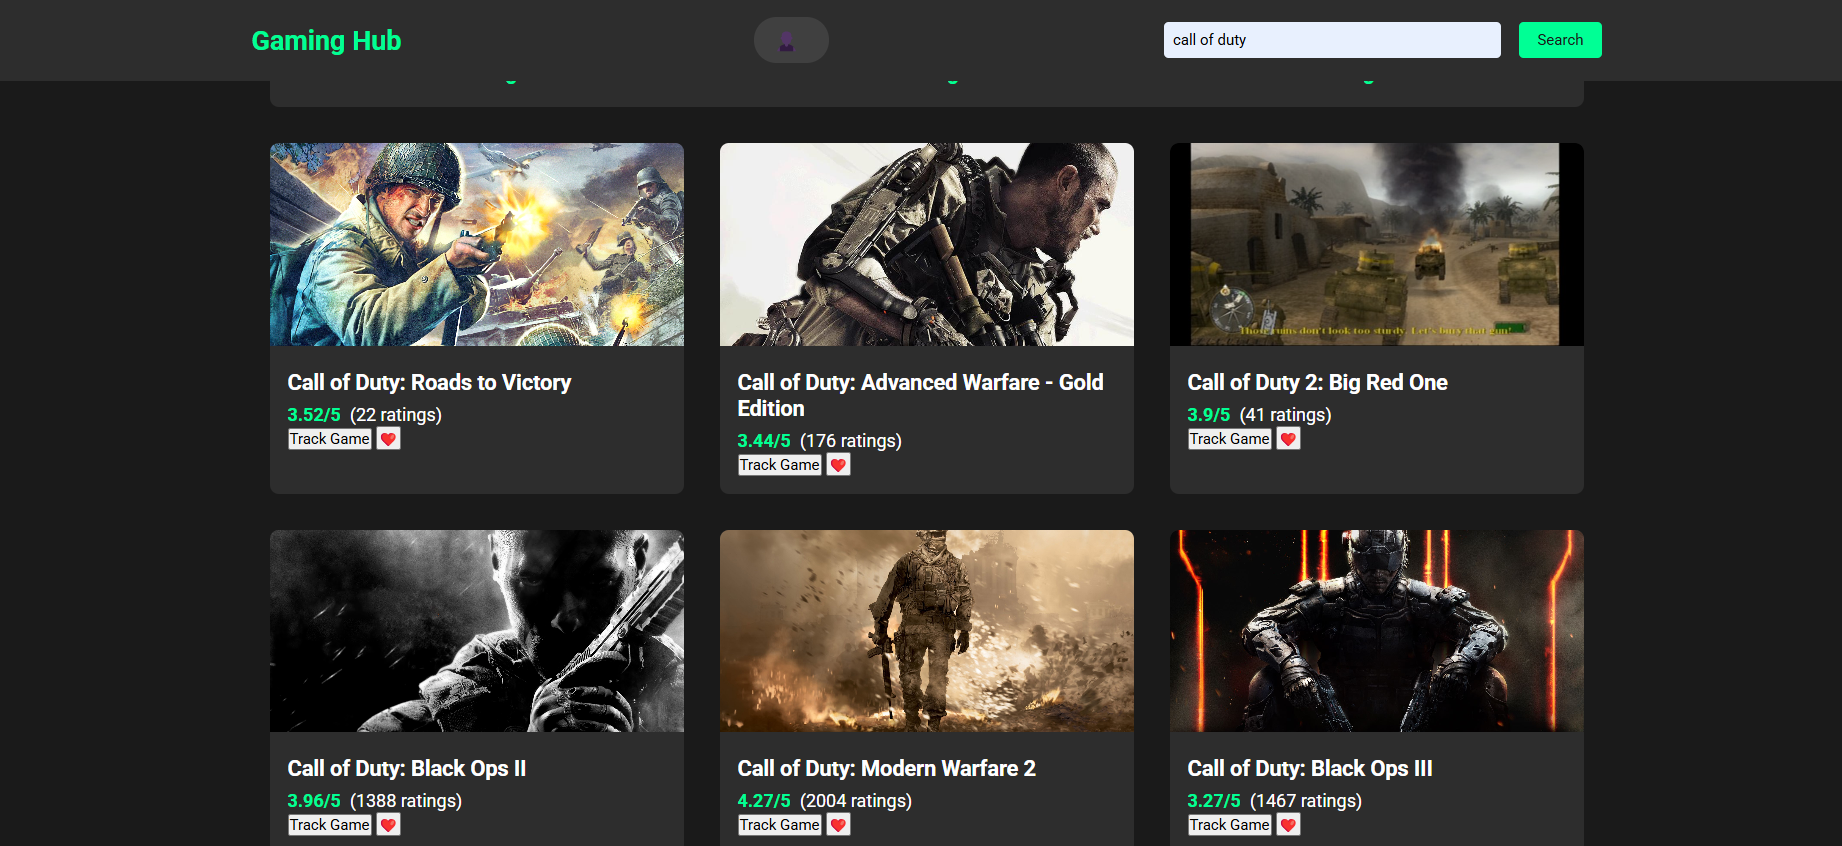 Gaming Hub
call of duty
Search
Those ruins don't look too sturdy. Let's bury that gun!
Call of Duty: Roads to Victory
3.52/5 (22 ratings)
Track Game
Call of Duty: Advanced Warfare - Gold
Edition
3.44/5 (176 ratings)
Track Game
Call of Duty 2: Big Red One
3.9/5 (41 ratings)
Track Game
Call of Duty: Black Ops II
3.96/5 (1388 ratings)
Track Game
Call of Duty: Modern Warfare 2
4.27/5 (2004 ratings)
Track Game
Call of Duty: Black Ops III
3.27/5 (1467 ratings)
Track Game